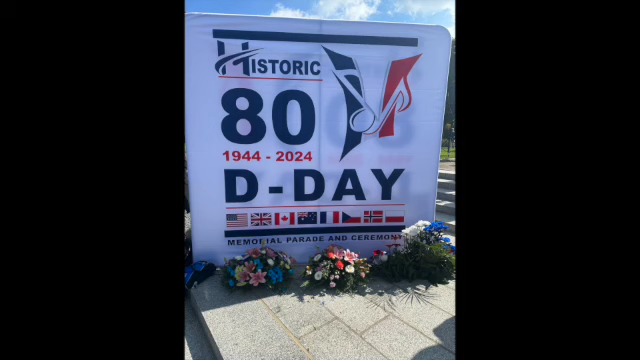 HISTORIC
80
1944 - 2024
D-DAY
MEMORIAL PARADE AND CEREMONY